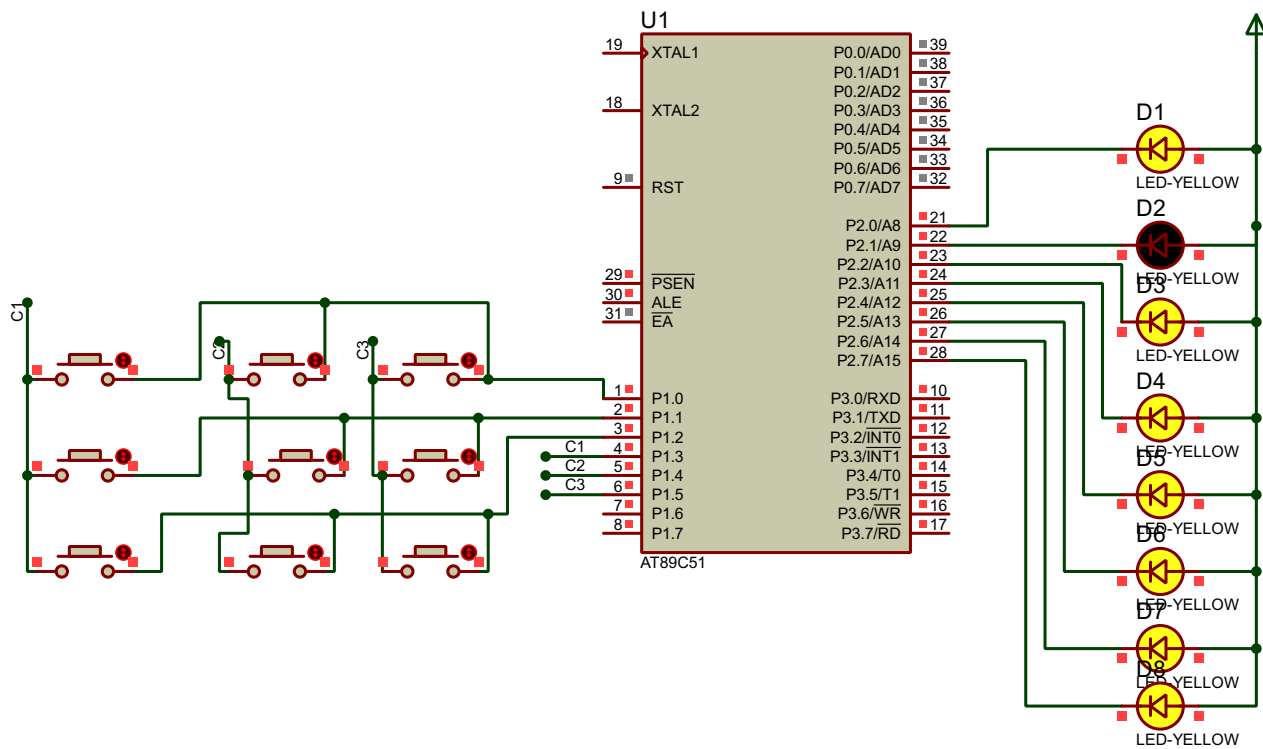 U1
19 XTAL1
18 XTAL2
9 RST
29 PSEN
30 ALE
31 EA
1 P1.0
2 P1.1
3 P1.2
4 P1.3
5 P1.4
6 P1.5
7 P1.6
8 P1.7
P0.0/AD0 39
P0.1/AD1 38
P0.2/AD2 37
P0.3/AD3 36
P0.4/AD4 35
P0.5/AD5 34
P0.6/AD6 33
P0.7/AD7 32
P2.0/A8 21
P2.1/A9 22
P2.2/A10 23
P2.3/A11 24
P2.4/A12 25
P2.5/A13 26
P2.6/A14 27
P2.7/A15 28
P3.0/RXD 10
P3.1/TXD 11
P3.2/INT0 12
P3.3/INT1 13
P3.4/T0 14
P3.5/T1 15
P3.6/WR 16
P3.7/RD 17
AT89C51
C1
C2
C3
C1
C2
C3
D1
LED-YELLOW
D2
LED-YELLOW
D3
LED-YELLOW
D4
LED-YELLOW
D5
LED-YELLOW
D6
LED-YELLOW
D7
LED-YELLOW
D8
LED-YELLOW